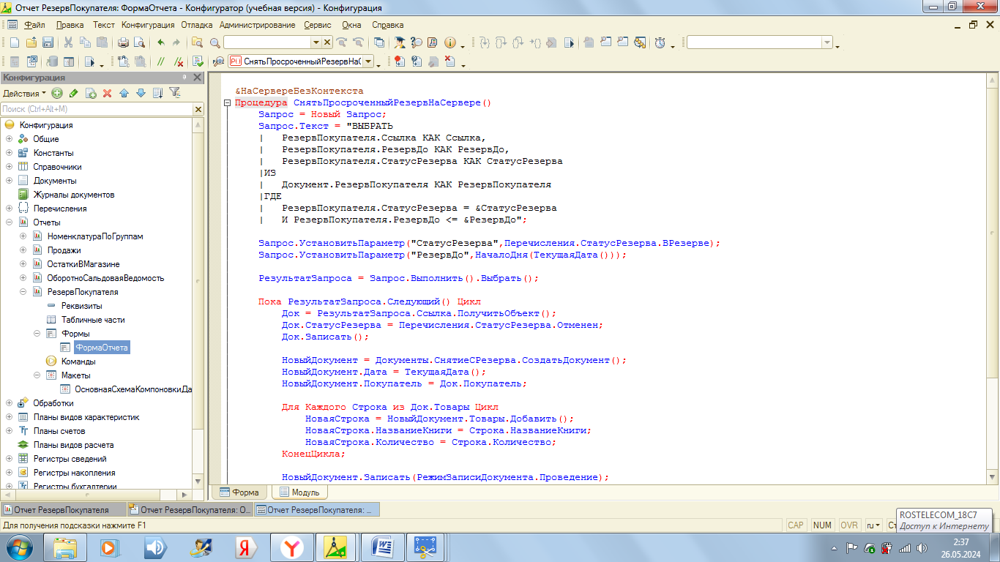 Отчет РезервПокупателя: ФормаОтчета - Конфигуратор (учебная версия) - Конфигурация
Файл Правка Текст Конфигурация Отладка Администрирование Сервис Окна Справка
СнятьПросроченныйРезервНа(
Конфигурация
Действия
Поиск (Ctrl+Alt+M)
Конфигурация
Общие
Константы
Справочники
Документы
Журналы документов
Перечисления
Отчеты
НоменклатураПоГруппам
Продажи
ОстаткиВМагазине
ОборотноСальдоваяВедомость
РезервПокупателя
Реквизиты
Табличные части
Формы
ФормаОтчета
Команды
Макеты
ОсновнаяСхемаКомпоновкиДа
Обработки
Планы видов характеристик
Планы счетов
Планы видов расчета
Регистры сведений
Регистры накопления
Регистры бухгалтерии
&НаСервереБезКонтекста
Процедура СнятьПросроченныйРезервНаСервере()
Запрос = Новый Запрос;
Запрос.Текст = "ВЫБРАТЬ
| РезервПокупателя.Ссылка КАК Ссылка,
| РезервПокупателя.РезервДо КАК РезервДо,
| РезервПокупателя.СтатусРезерва КАК СтатусРезерва
|ИЗ
| Документ.РезервПокупателя КАК РезервПокупателя
|ГДЕ
| РезервПокупателя.СтатусРезерва = &СтатусРезерва
| И РезервПокупателя.РезервДо <= &РезервДо";
Запрос.УстановитьПараметр("СтатусРезерва",Перечисления.СтатусРезерва.ВРезерве);
Запрос.УстановитьПараметр("РезервДо",НачалоДня(ТекущаяДата()));
РезультатЗапроса = Запрос.Выполнить().Выбрать();
Пока РезультатЗапроса.Следующий() Цикл
Док = РезультатЗапроса.Ссылка.ПолучитьОбъект();
Док.СтатусРезерва = Перечисления.СтатусРезерва.Отменен;
Док.Записать();
НовыйДокумент = Документы.СнятиеСРезерва.СоздатьДокумент();
НовыйДокумент.Дата = ТекущаяДата();
НовыйДокумент.Покупатель = Док.Покупатель;
Для Каждого Строка из Док.Товары Цикл
НоваяСтрока = НовыйДокумент.Товары.Добавить();
НоваяСтрока.НазваниеКниги = Строка.НазваниеКниги;
НоваяСтрока.Количество = Строка.Количество;
КонецЦикла;
НовыйДокумент.Записать(РежимЗаписиДокумента.Проведение);
Форма Модуль
Отчет РезервПокупателя Отчет РезервПокупателя: О... Отчет РезервПокупателя: ...
Для получения подсказки нажмите F1
CAP NUM OVR ru Ст
ROSTELECOM_18C7
Доступ к Интернету
2:37
26.05.2024